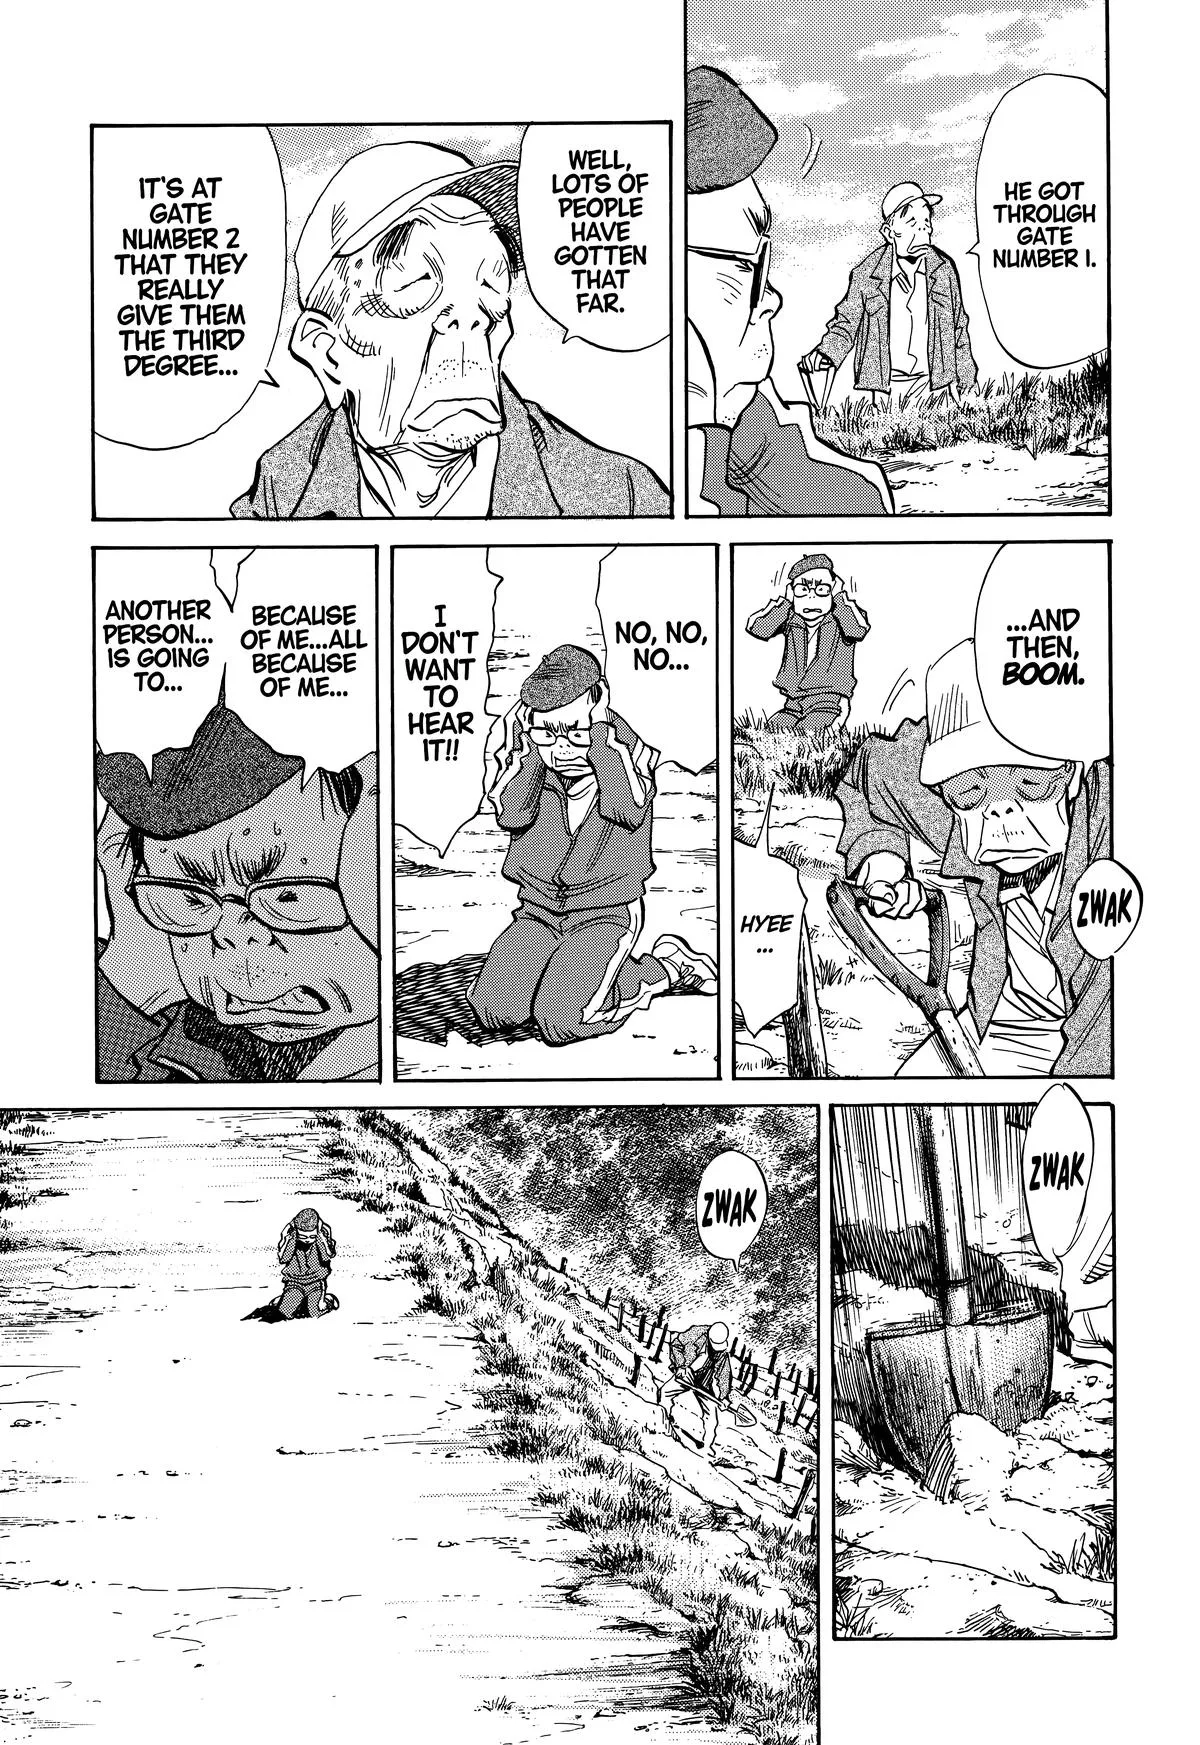 HE GOT
THROUGH
GATE
NUMBER 1.
WELL,
LOTS OF
PEOPLE
HAVE
GOTTEN
THAT
FAR.
IT'S AT
GATE
NUMBER 2
THAT THEY
REALLY
GIVE THEM
THE THIRD
DEGREE...
...AND
THEN,
BOOM.
ZWAK
HYEE
...
NO, NO,
NO...
I
DON'T
WANT
TO
HEAR
IT!!
BECAUSE
OF ME...ALL
BECAUSE
OF ME...
ANOTHER
PERSON...
IS GOING
TO...
ZWAK
ZWAK